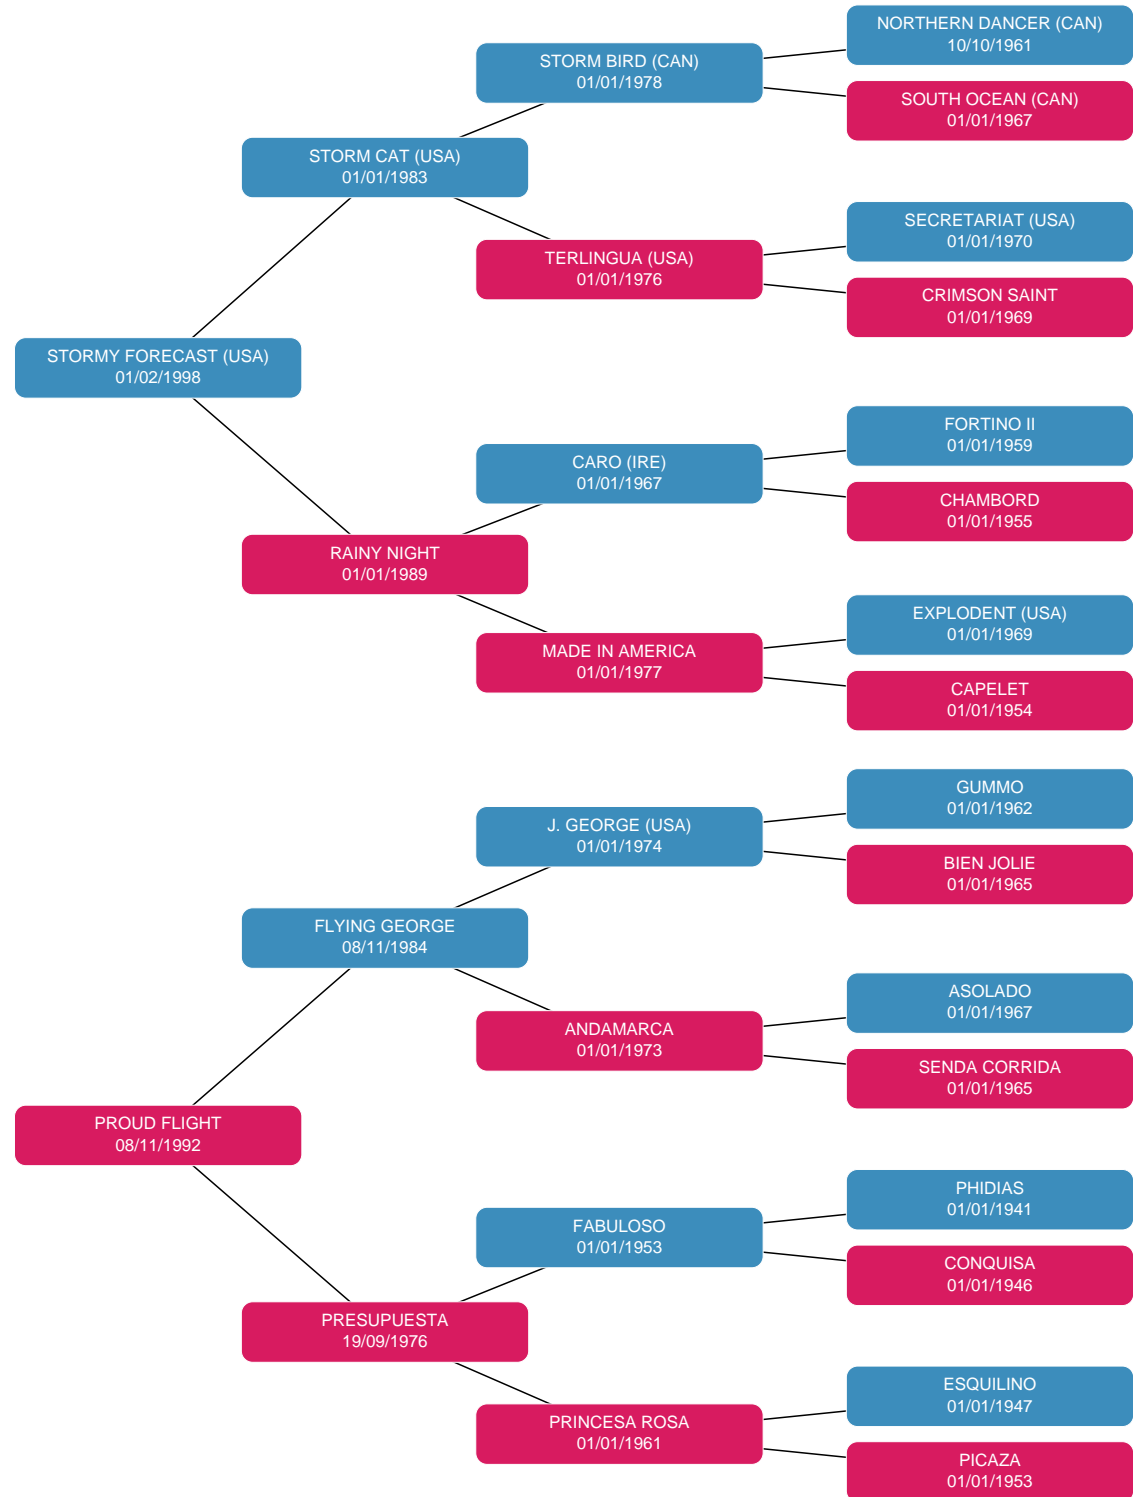 NORTHERN DANCER (CAN)
10/10/1961
STORM BIRD (CAN)
01/01/1978
SOUTH OCEAN (CAN)
01/01/1967
STORM CAT (USA)
01/01/1983
SECRETARIAT (USA)
01/01/1970
TERLINGUA (USA)
01/01/1976
CRIMSON SAINT
01/01/1969
STORMY FORECAST (USA)
01/02/1998
FORTINO II
01/01/1959
CARO (IRE)
01/01/1967
CHAMBORD
01/01/1955
RAINY NIGHT
01/01/1989
EXPLODENT (USA)
01/01/1969
MADE IN AMERICA
01/01/1977
CAPELET
01/01/1954
GUMMO
01/01/1962
J. GEORGE (USA)
01/01/1974
BIEN JOLIE
01/01/1965
FLYING GEORGE
08/11/1984
ASOLADO
01/01/1967
ANDAMARCA
01/01/1973
SENDA CORRIDA
01/01/1965
PROUD FLIGHT
08/11/1992
PHIDIAS
01/01/1941
FABULOSO
01/01/1953
CONQUISA
01/01/1946
PRESUPUESTA
19/09/1976
ESQUILINO
01/01/1947
PRINCESA ROSA
01/01/1961
PICAZA
01/01/1953